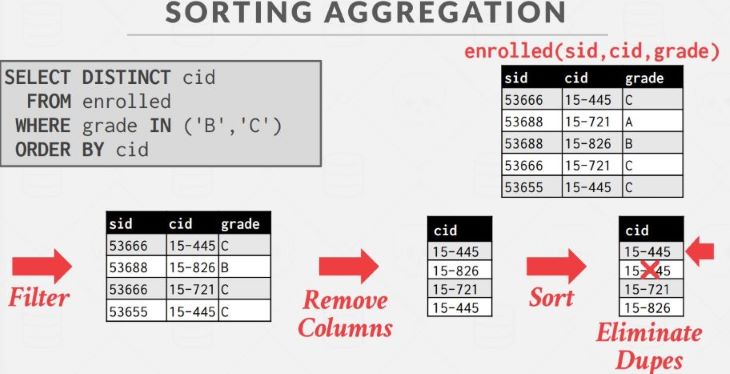 SORTING AGGREGATION
enrolled(sid,cid,grade)
SELECT DISTINCT cid
FROM enrolled
WHERE grade IN ('B','C')
ORDER BY cid
sid cid grade
53666 15-445 C
53688 15-721 A
53688 15-826 B
53666 15-721 C
53655 15-445 C
Filter
sid cid grade
53666 15-445 C
53688 15-826 B
53666 15-721 C
53655 15-445 C
Remove
Columns
cid
15-445
15-826
15-721
15-445
Sort
cid
15-445
15-445
15-721
15-826
Eliminate
Dupes